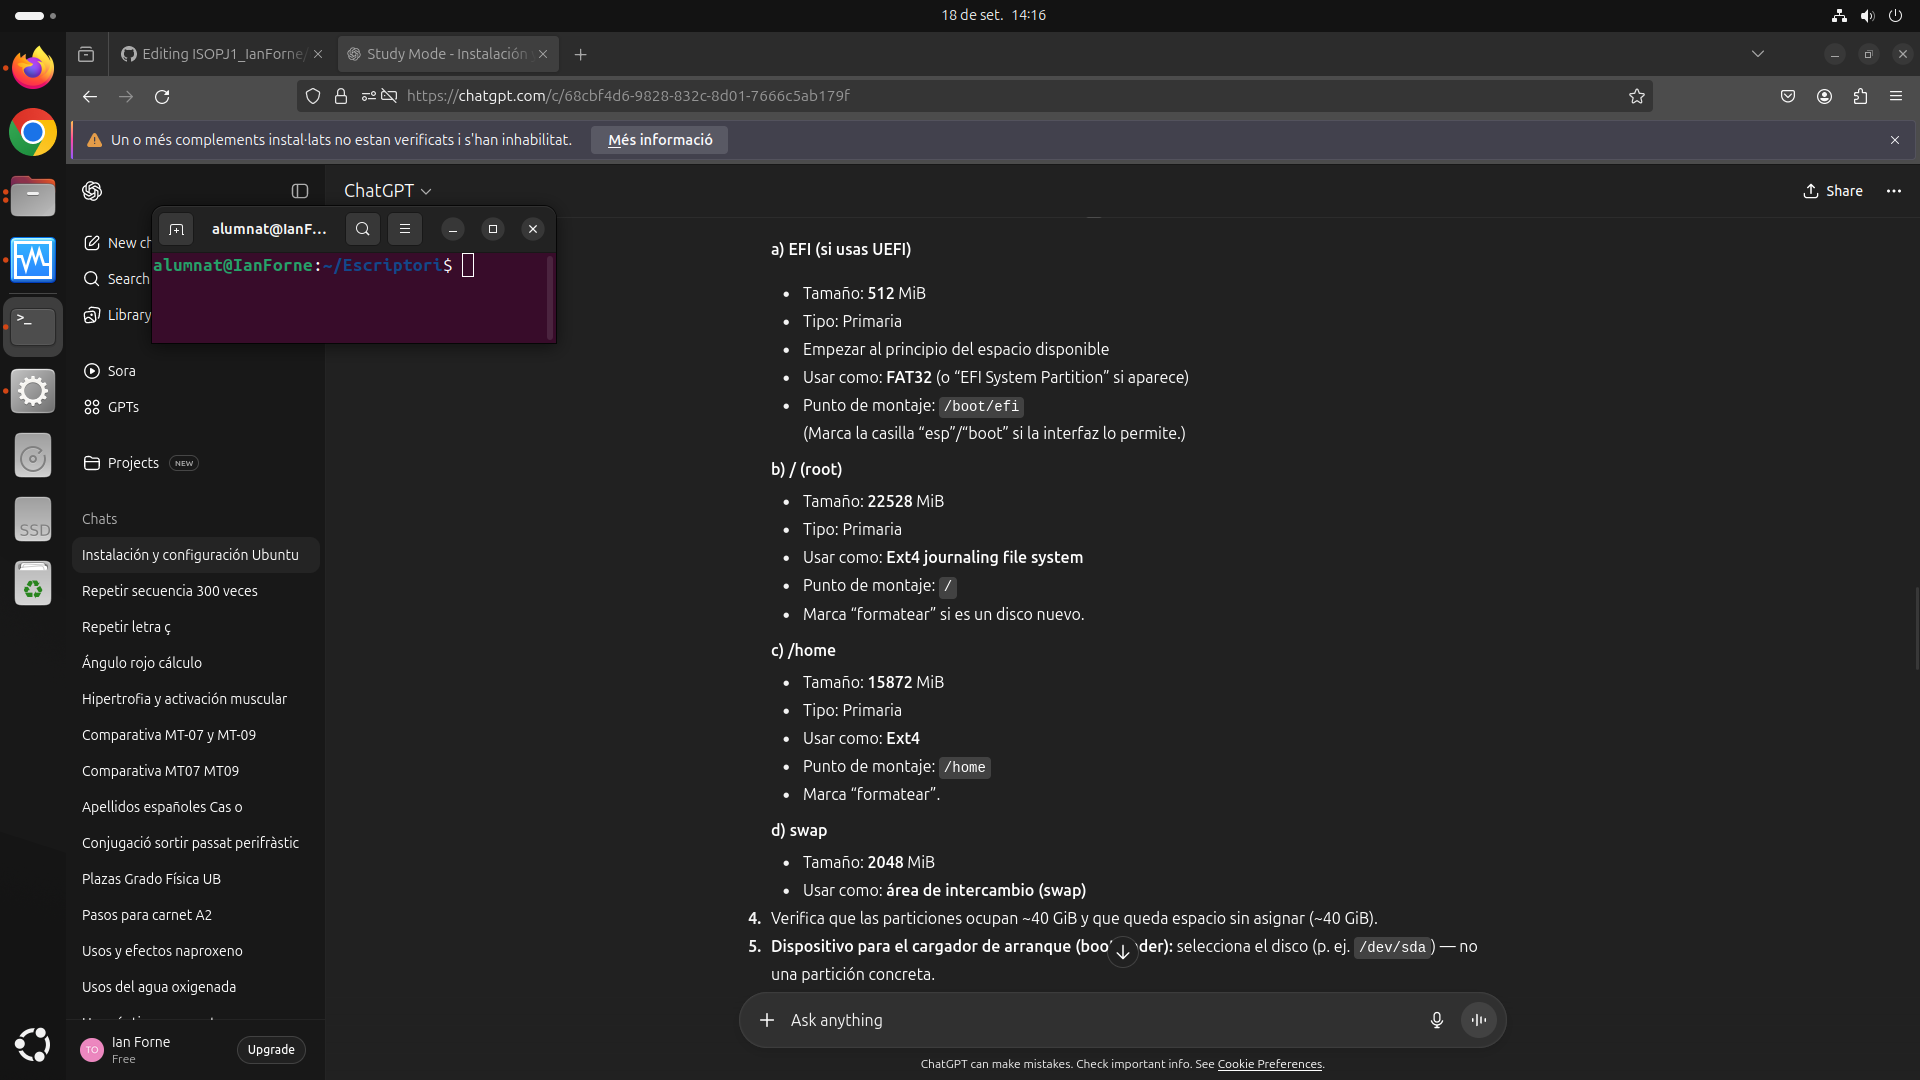 18 de set. 14:16
Editing ISOPJ1_IanForne/
Study Mode - Instalación
https://chatgpt.com/c/68cbf4d6-9828-832c-8d01-7666c5ab179f
Un o més complements instal·lats no estan verificats i s'han inhabilitat.
Més informació
ChatGPT
Share
alumnat@IanF...
alumnat@IanForne:~/Escriptori$
New ch
Search
Library
Sora
GPTs
Projects NEW
Chats
Instalación y configuración Ubuntu
Repetir secuencia 300 veces
Repetir letra ç
Ángulo rojo cálculo
Hipertrofia y activación muscular
Comparativa MT-07 y MT-09
Comparativa MT07 MT09
Apellidos españoles Cas o
Conjugació sortir passat perifràstic
Plazas Grado Física UB
Pasos para carnet A2
Usos y efectos naproxeno
Usos del agua oxigenada
TO
Ian Forne
Free
Upgrade
SSD
a) EFI (si usas UEFI)
• Tamaño: 512 MiB
• Tipo: Primaria
• Empezar al principio del espacio disponible
• Usar como: FAT32 (o “EFI System Partition” si aparece)
• Punto de montaje: /boot/efi
(Marca la casilla “esp”/“boot” si la interfaz lo permite.)
b) / (root)
• Tamaño: 22528 MiB
• Tipo: Primaria
• Usar como: Ext4 journaling file system
• Punto de montaje: /
• Marca “formatear” si es un disco nuevo.
c) /home
• Tamaño: 15872 MiB
• Tipo: Primaria
• Usar como: Ext4
• Punto de montaje: /home
• Marca “formatear”.
d) swap
• Tamaño: 2048 MiB
• Usar como: área de intercambio (swap)
4. Verifica que las particiones ocupan ~40 GiB y que queda espacio sin asignar (~40 GiB).
5. Dispositivo para el cargador de arranque (boo der): selecciona el disco (p. ej. /dev/sda) — no
una partición concreta.
Ask anything
ChatGPT can make mistakes. Check important info. See Cookie Preferences.